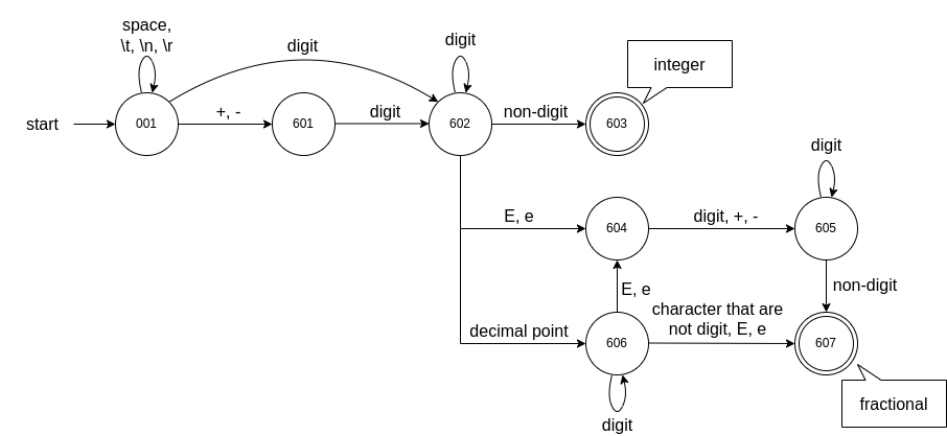 space,
\t, \n, \r
digit
digit
integer
start
001
+, -
601
digit
602
non-digit
603
digit
E, e
604
digit, +, -
605
E, e
non-digit
character that are
not digit, E, e
decimal point
606
607
digit
fractional